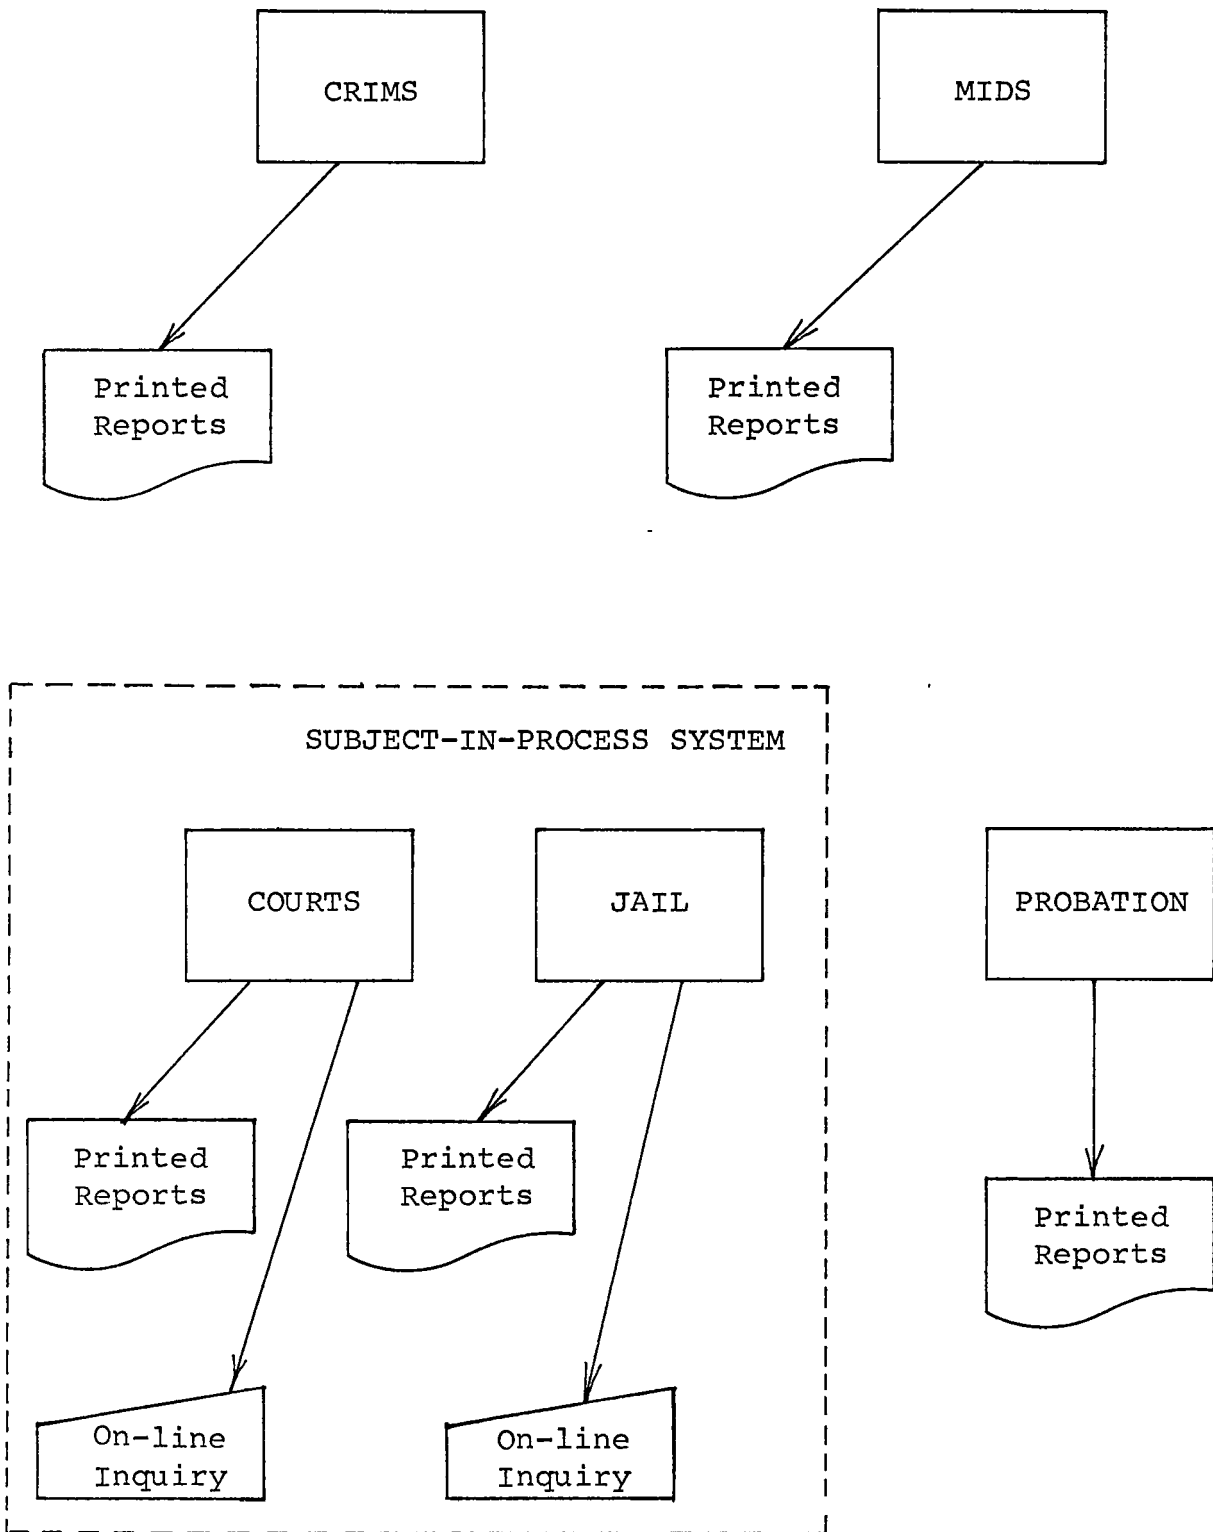 CRIMS
MIDS
Printed
Reports
Printed
Reports
SUBJECT-IN-PROCESS SYSTEM
COURTS
JAIL
PROBATION
Printed
Reports
Printed
Reports
Printed
Reports
On-line
Inquiry
On-line
Inquiry